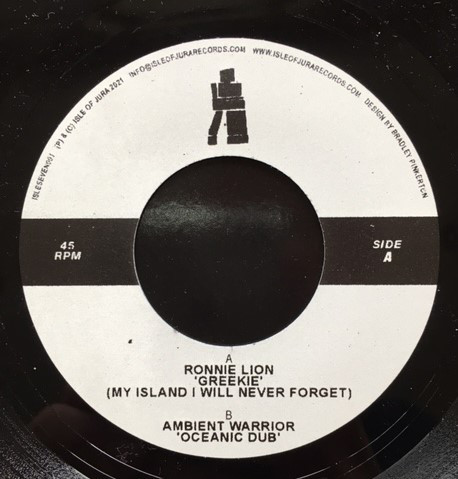 ISLESEVEN001 (P) & (C) ISLE OF JURA 2021 INFO@ISLEOFJURARECORDS.COM WWW.ISLEOFJURARECORDS.COM DESIGN BY BRADLEY PINKERTON
45
RPM
SIDE
A
A
RONNIE LION
'GREEKIE'
(MY ISLAND I WILL NEVER FORGET)
B
AMBIENT WARRIOR
'OCEANIC DUB'